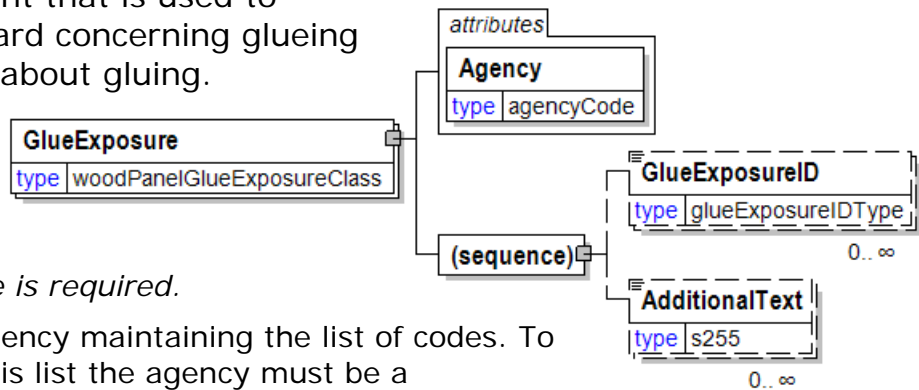 nt that is used to
ard concerning glueing
about gluing.
attributes
Agency
type agencyCode
GlueExposure
type woodPanelGlueExposureClass
GlueExposureID
type glueExposureIDType
0.. ∞
(sequence)
AdditionalText
type s255
0.. ∞
e is required.
ency maintaining the list of codes. To
is list the agency must be a